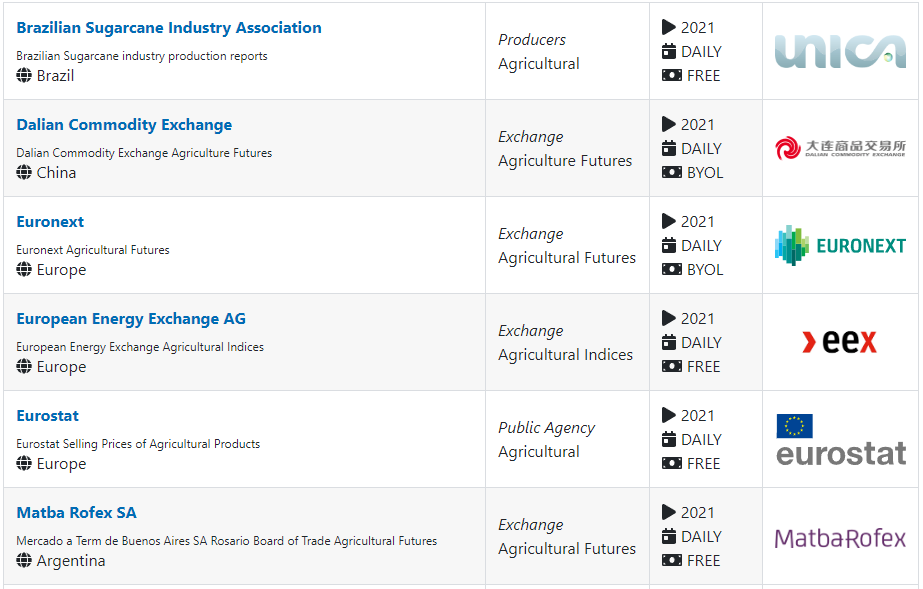 Brazilian Sugarcane Industry Association
Brazilian Sugarcane industry production reports
Brazil
Producers
Agricultural
2021
DAILY
FREE
unica
Dalian Commodity Exchange
Dalian Commodity Exchange Agriculture Futures
China
Exchange
Agriculture Futures
2021
DAILY
BYOL
大连商品交易所
DALIAN COMMODITY EXCHANGE
Euronext
Euronext Agricultural Futures
Europe
Exchange
Agricultural Futures
2021
DAILY
BYOL
EURONEXT
European Energy Exchange AG
European Energy Exchange Agricultural Indices
Europe
Exchange
Agricultural Indices
2021
DAILY
FREE
eex
Eurostat
Eurostat Selling Prices of Agricultural Products
Europe
Public Agency
Agricultural
2021
DAILY
FREE
eurostat
Matba Rofex SA
Mercado a Term de Buenos Aires SA Rosario Board of Trade Agricultural Futures
Argentina
Exchange
Agricultural Futures
2021
DAILY
FREE
MatbaRofex